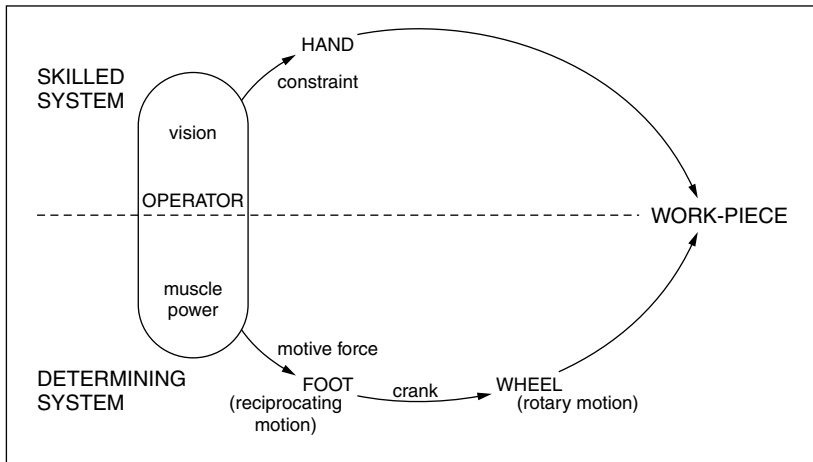 HAND
SKILLED
SYSTEM
constraint
vision
OPERATOR
WORK-PIECE
muscle
power
motive force
DETERMINING
SYSTEM
FOOT
(reciprocating
motion)
crank
WHEEL
(rotary motion)